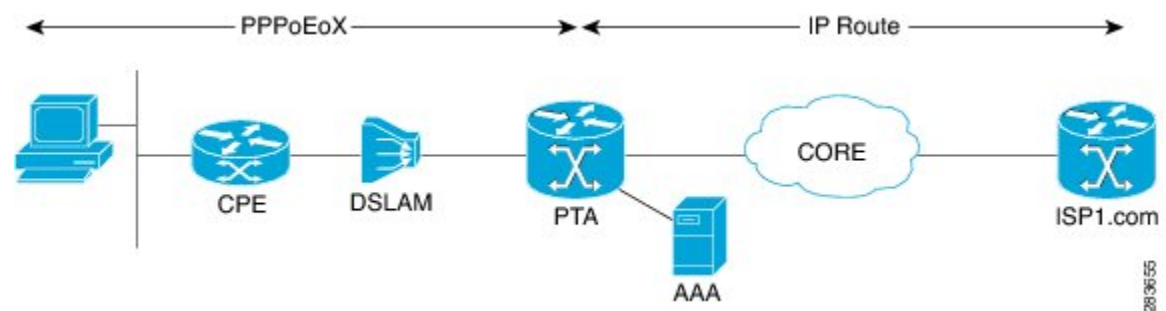 PPPoEoX
IP Route
CPE
DSLAM
PTA
CORE
ISP1.com
AAA
283655